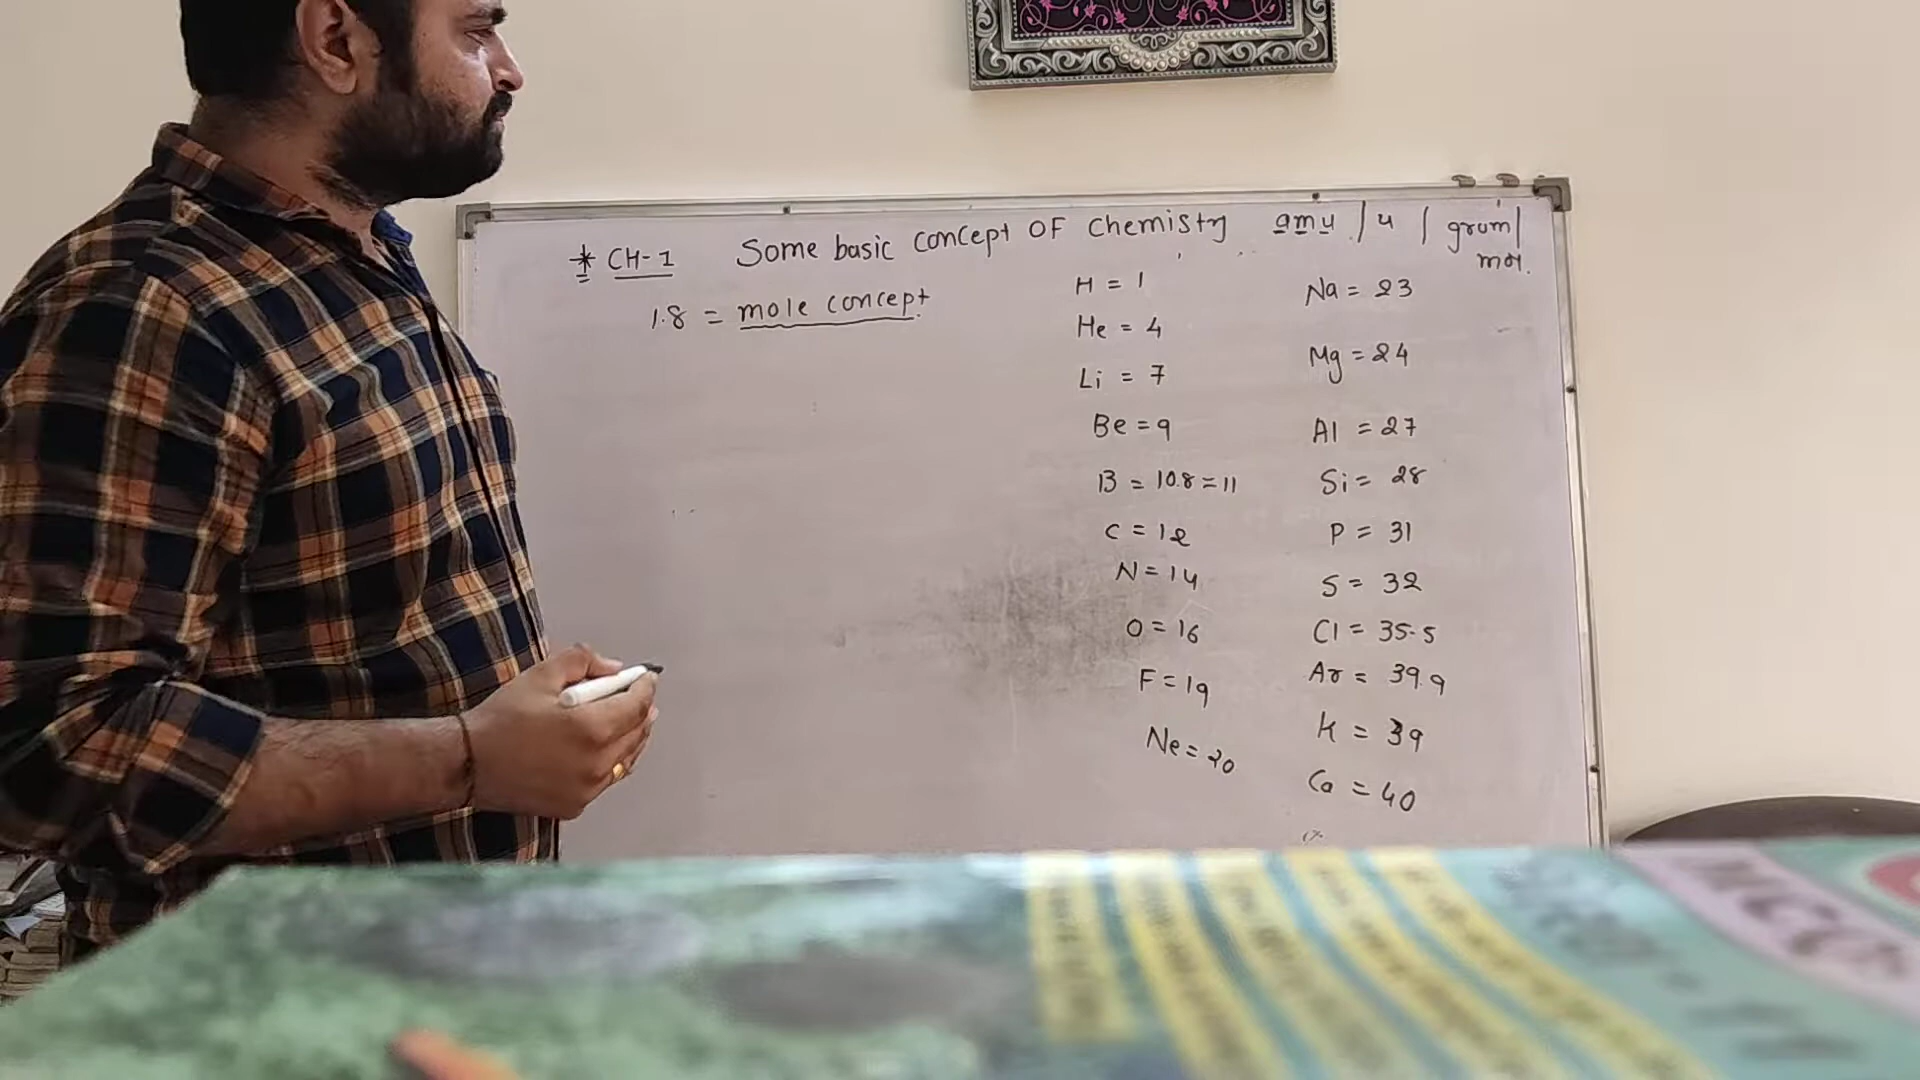 * CH-1 Some basic concept OF Chemistry amu / u / gram/
mol.
1.8 = mole concept.
H = 1
He = 4
Li = 7
Be = 9
B = 10.8 = 11
C = 12
N = 14
O = 16
F = 19
Ne = 20
Na = 23
Mg = 24
Al = 27
Si = 28
P = 31
S = 32
Cl = 35.5
Ar = 39.9
K = 39
Ca = 40